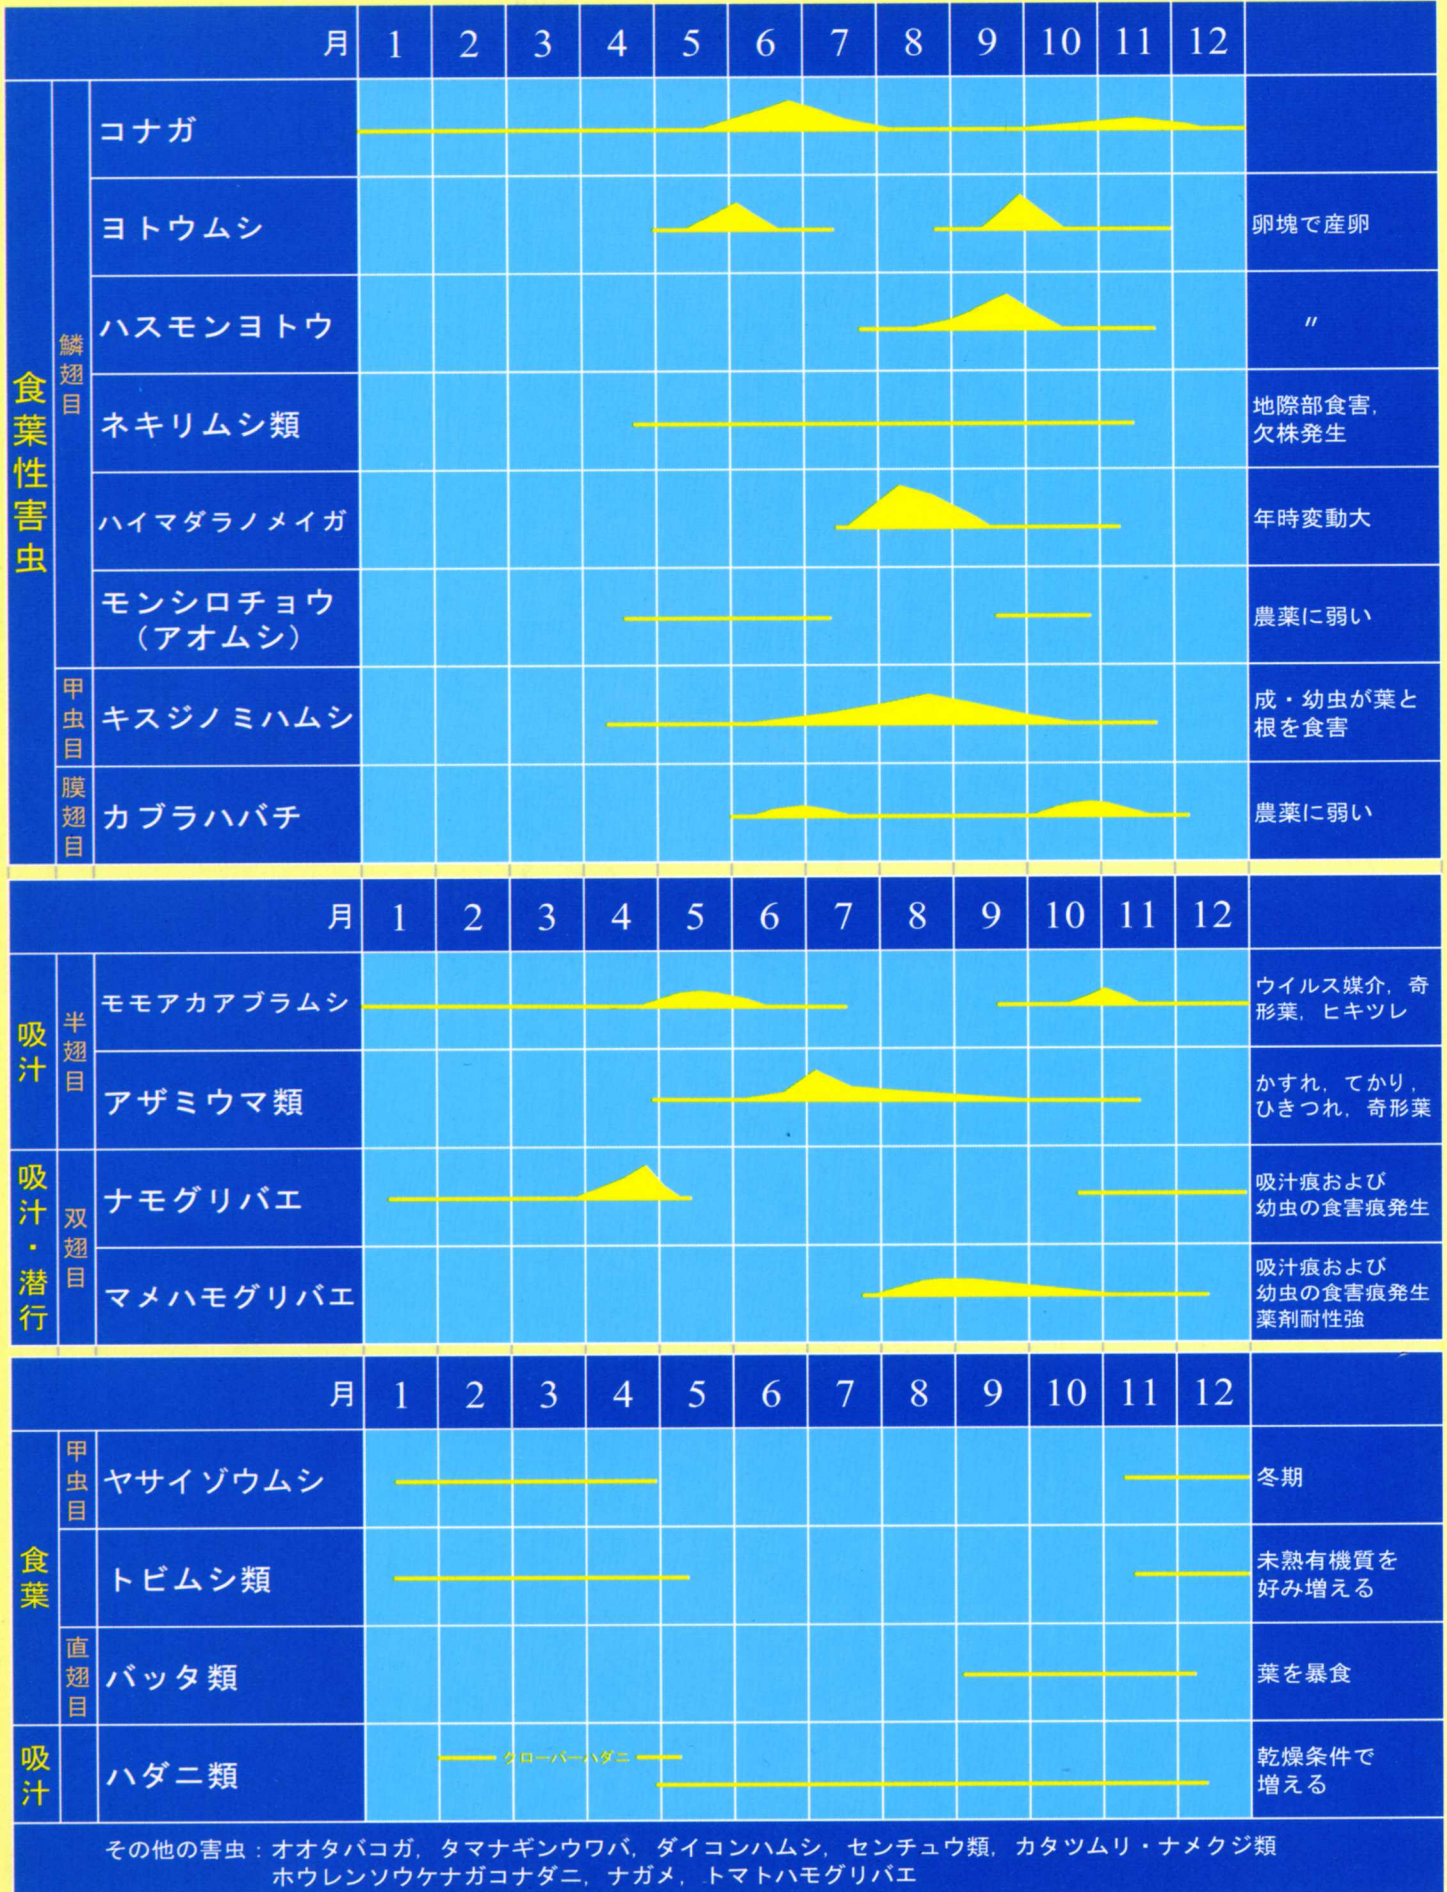 月 1 2 3 4 5 6 7 8 9 10 11 12
食葉性害虫
鱗翅目
コナガ
ヨトウムシ
卵塊で産卵
ハスモンヨトウ
〃
ネキリムシ類
地際部食害,
欠株発生
ハイマダラノメイガ
年時変動大
モンシロチョウ
(アオムシ)
農薬に弱い
甲虫目
キスジノミハムシ
成・幼虫が葉と
根を食害
膜翅目
カブラハバチ
農薬に弱い
月 1 2 3 4 5 6 7 8 9 10 11 12
吸汁
半翅目
モモアカアブラムシ
ウイルス媒介, 奇
形葉, ヒキツレ
アザミウマ類
かすれ, てかり,
ひきつれ, 奇形葉
吸汁・潜行
双翅目
ナモグリバエ
吸汁痕および
幼虫の食害痕発生
マメハモグリバエ
吸汁痕および
幼虫の食害痕発生
薬剤耐性強
月 1 2 3 4 5 6 7 8 9 10 11 12
食葉
甲虫目
ヤサイゾウムシ
冬期
トビムシ類
未熟有機質を
好み増える
直翅目
バッタ類
葉を暴食
吸汁
ハダニ類
クローバーハダニ
乾燥条件で
増える
その他の害虫：オオタバコガ, タマナギンウワバ, ダイコンハムシ, センチュウ類, カタツムリ・ナメクジ類
ホウレンソウケナガコナダニ, ナガメ, トマトハモグリバエ